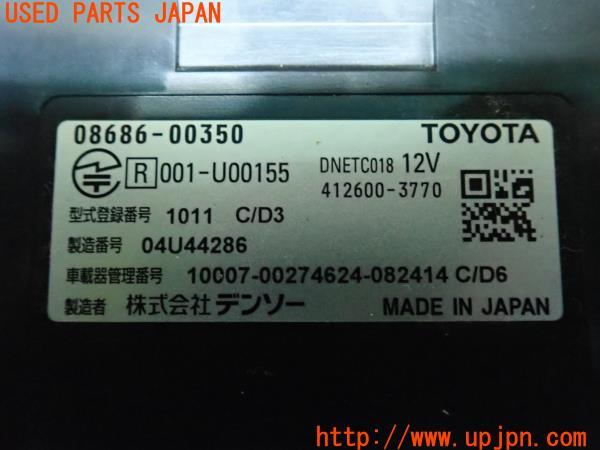 USED PARTS JAPAN
08686-00350 TOYOTA
R 001-U00155 DNETC018 12V
412600-3770
型式登録番号 1011 C/D3
製造番号 04U44286
車載器管理番号 10007-00274624-082414 C/D6
製造者 株式会社デンソー MADE IN JAPAN
UPJ http://www.upjpn.com